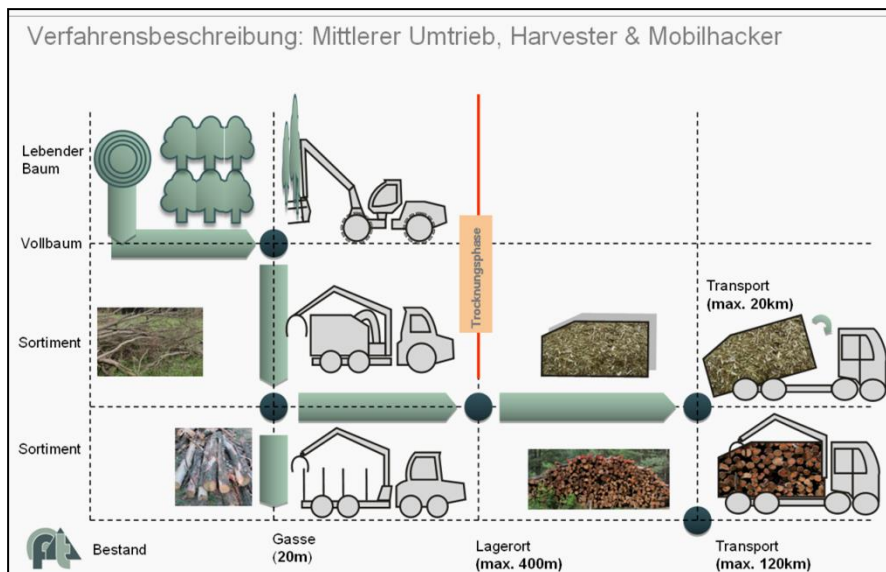 Verfahrensbeschreibung: Mittlerer Umtrieb, Harvester & Mobilhacker
Lebender
Baum
Vollbaum
Trocknungsphase
Transport
(max. 20km)
Sortiment
Sortiment
Bestand
Gasse
(20m)
Lagerort
(max. 400m)
Transport
(max. 120km)